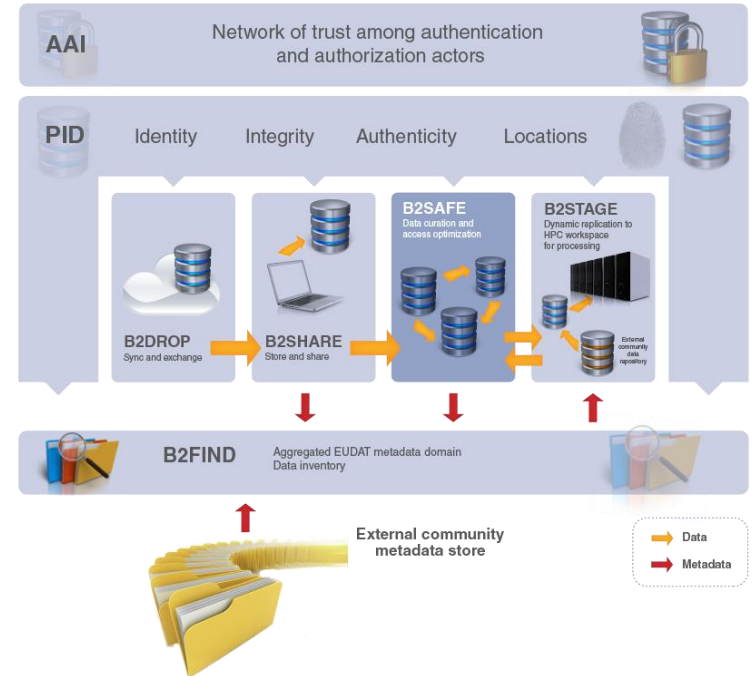 AAI
Network of trust among authentication
and authorization actors
PID
Identity
Integrity
Authenticity
Locations
B2DROP
Sync and exchange
B2SHARE
Store and share
B2SAFE
Data curation and
access optimization
B2STAGE
Dynamic replication to
HPC workspace
for processing
External
community
data
repository
B2FIND
Aggregated EUDAT metadata domain
Data inventory
External community
metadata store
Data
Metadata